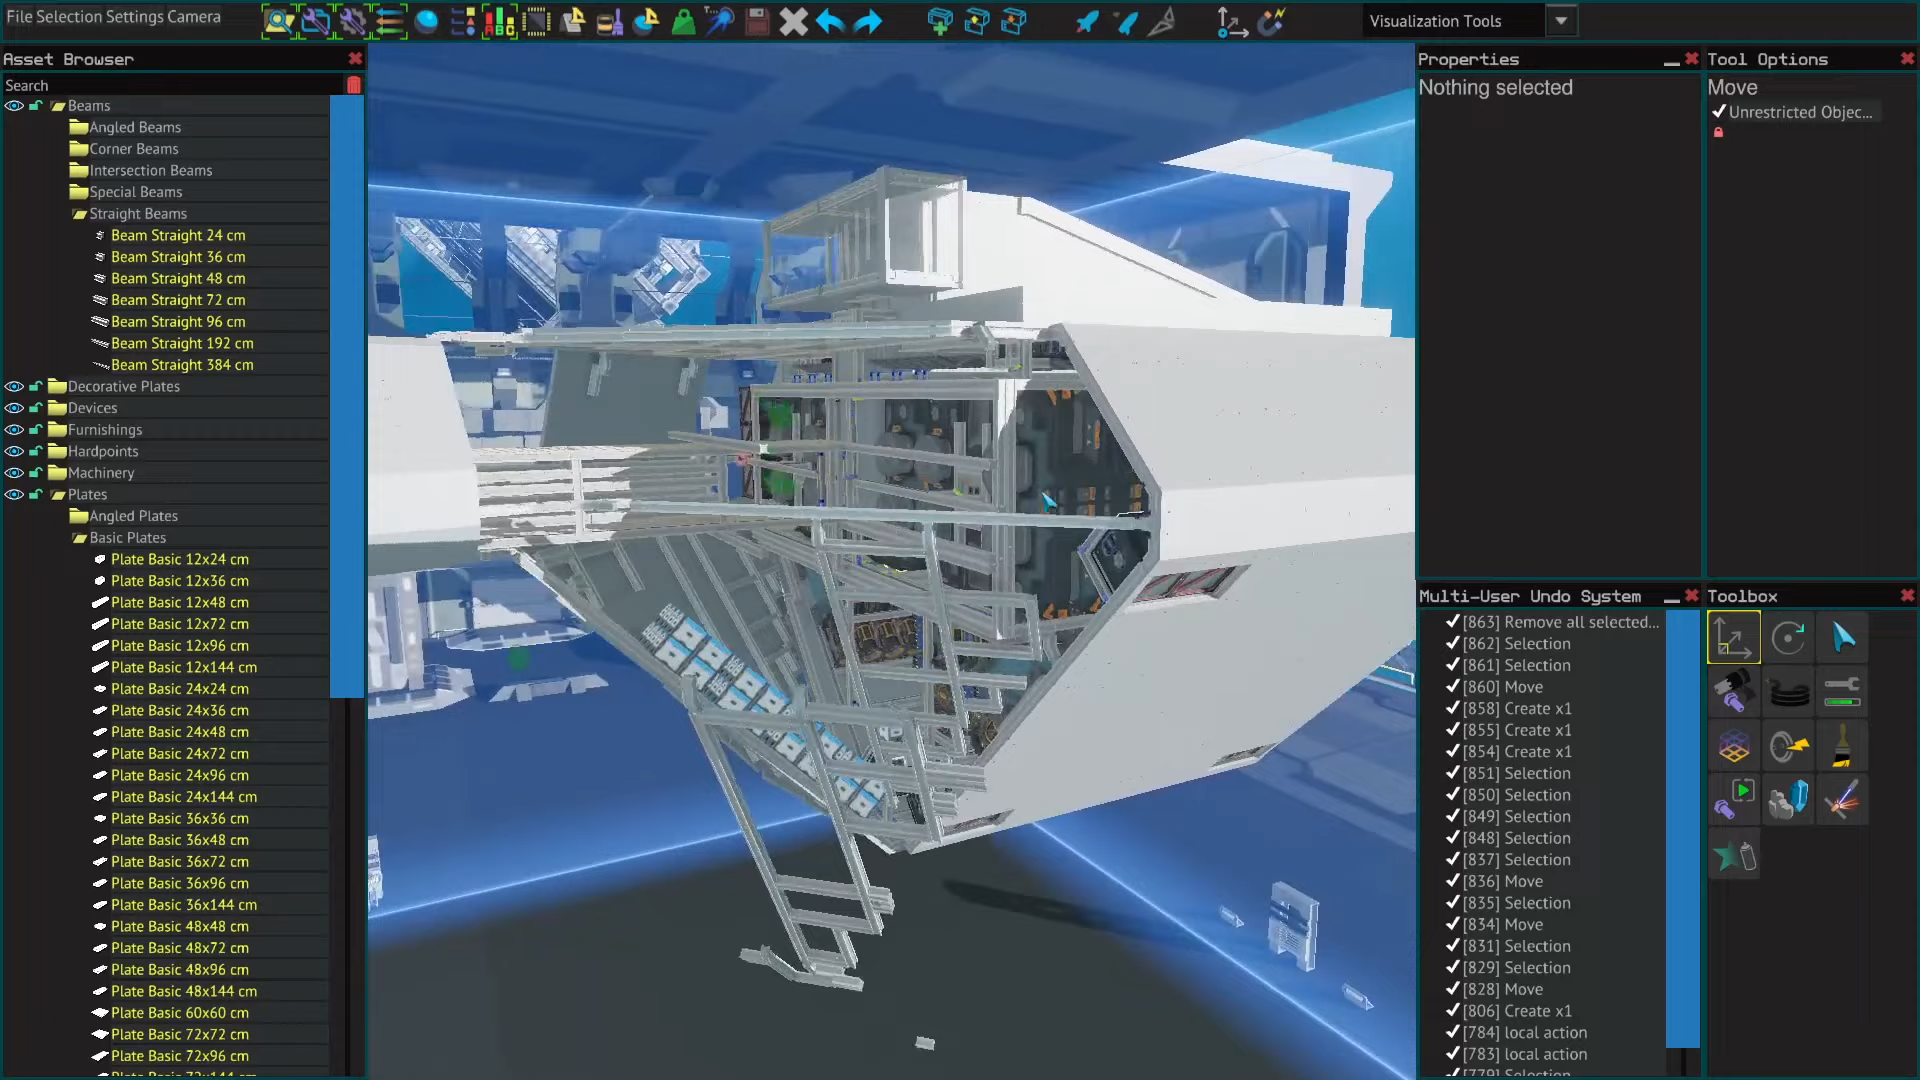 File Selection Settings Camera
ABC
Visualization Tools
Asset Browser
Search
Beams
Angled Beams
Corner Beams
Intersection Beams
Special Beams
Straight Beams
Beam Straight 24 cm
Beam Straight 36 cm
Beam Straight 48 cm
Beam Straight 72 cm
Beam Straight 96 cm
Beam Straight 192 cm
Beam Straight 384 cm
Decorative Plates
Devices
Furnishings
Hardpoints
Machinery
Plates
Angled Plates
Basic Plates
Plate Basic 12x24 cm
Plate Basic 12x36 cm
Plate Basic 12x48 cm
Plate Basic 12x72 cm
Plate Basic 12x96 cm
Plate Basic 12x144 cm
Plate Basic 24x24 cm
Plate Basic 24x36 cm
Plate Basic 24x48 cm
Plate Basic 24x72 cm
Plate Basic 24x96 cm
Plate Basic 24x144 cm
Plate Basic 36x36 cm
Plate Basic 36x48 cm
Plate Basic 36x72 cm
Plate Basic 36x96 cm
Plate Basic 36x144 cm
Plate Basic 48x48 cm
Plate Basic 48x72 cm
Plate Basic 48x96 cm
Plate Basic 48x144 cm
Plate Basic 60x60 cm
Plate Basic 72x72 cm
Plate Basic 72x96 cm
Plate Basic 72x144 cm
Properties
Nothing selected
Tool Options
Move
Unrestricted Objec...
Multi-User Undo System
[863] Remove all selected...
[862] Selection
[861] Selection
[860] Move
[858] Create x1
[855] Create x1
[854] Create x1
[851] Selection
[850] Selection
[849] Selection
[848] Selection
[837] Selection
[836] Move
[835] Selection
[834] Move
[831] Selection
[829] Selection
[828] Move
[806] Create x1
[784] local action
[783] local action
[779] Selection
Toolbox